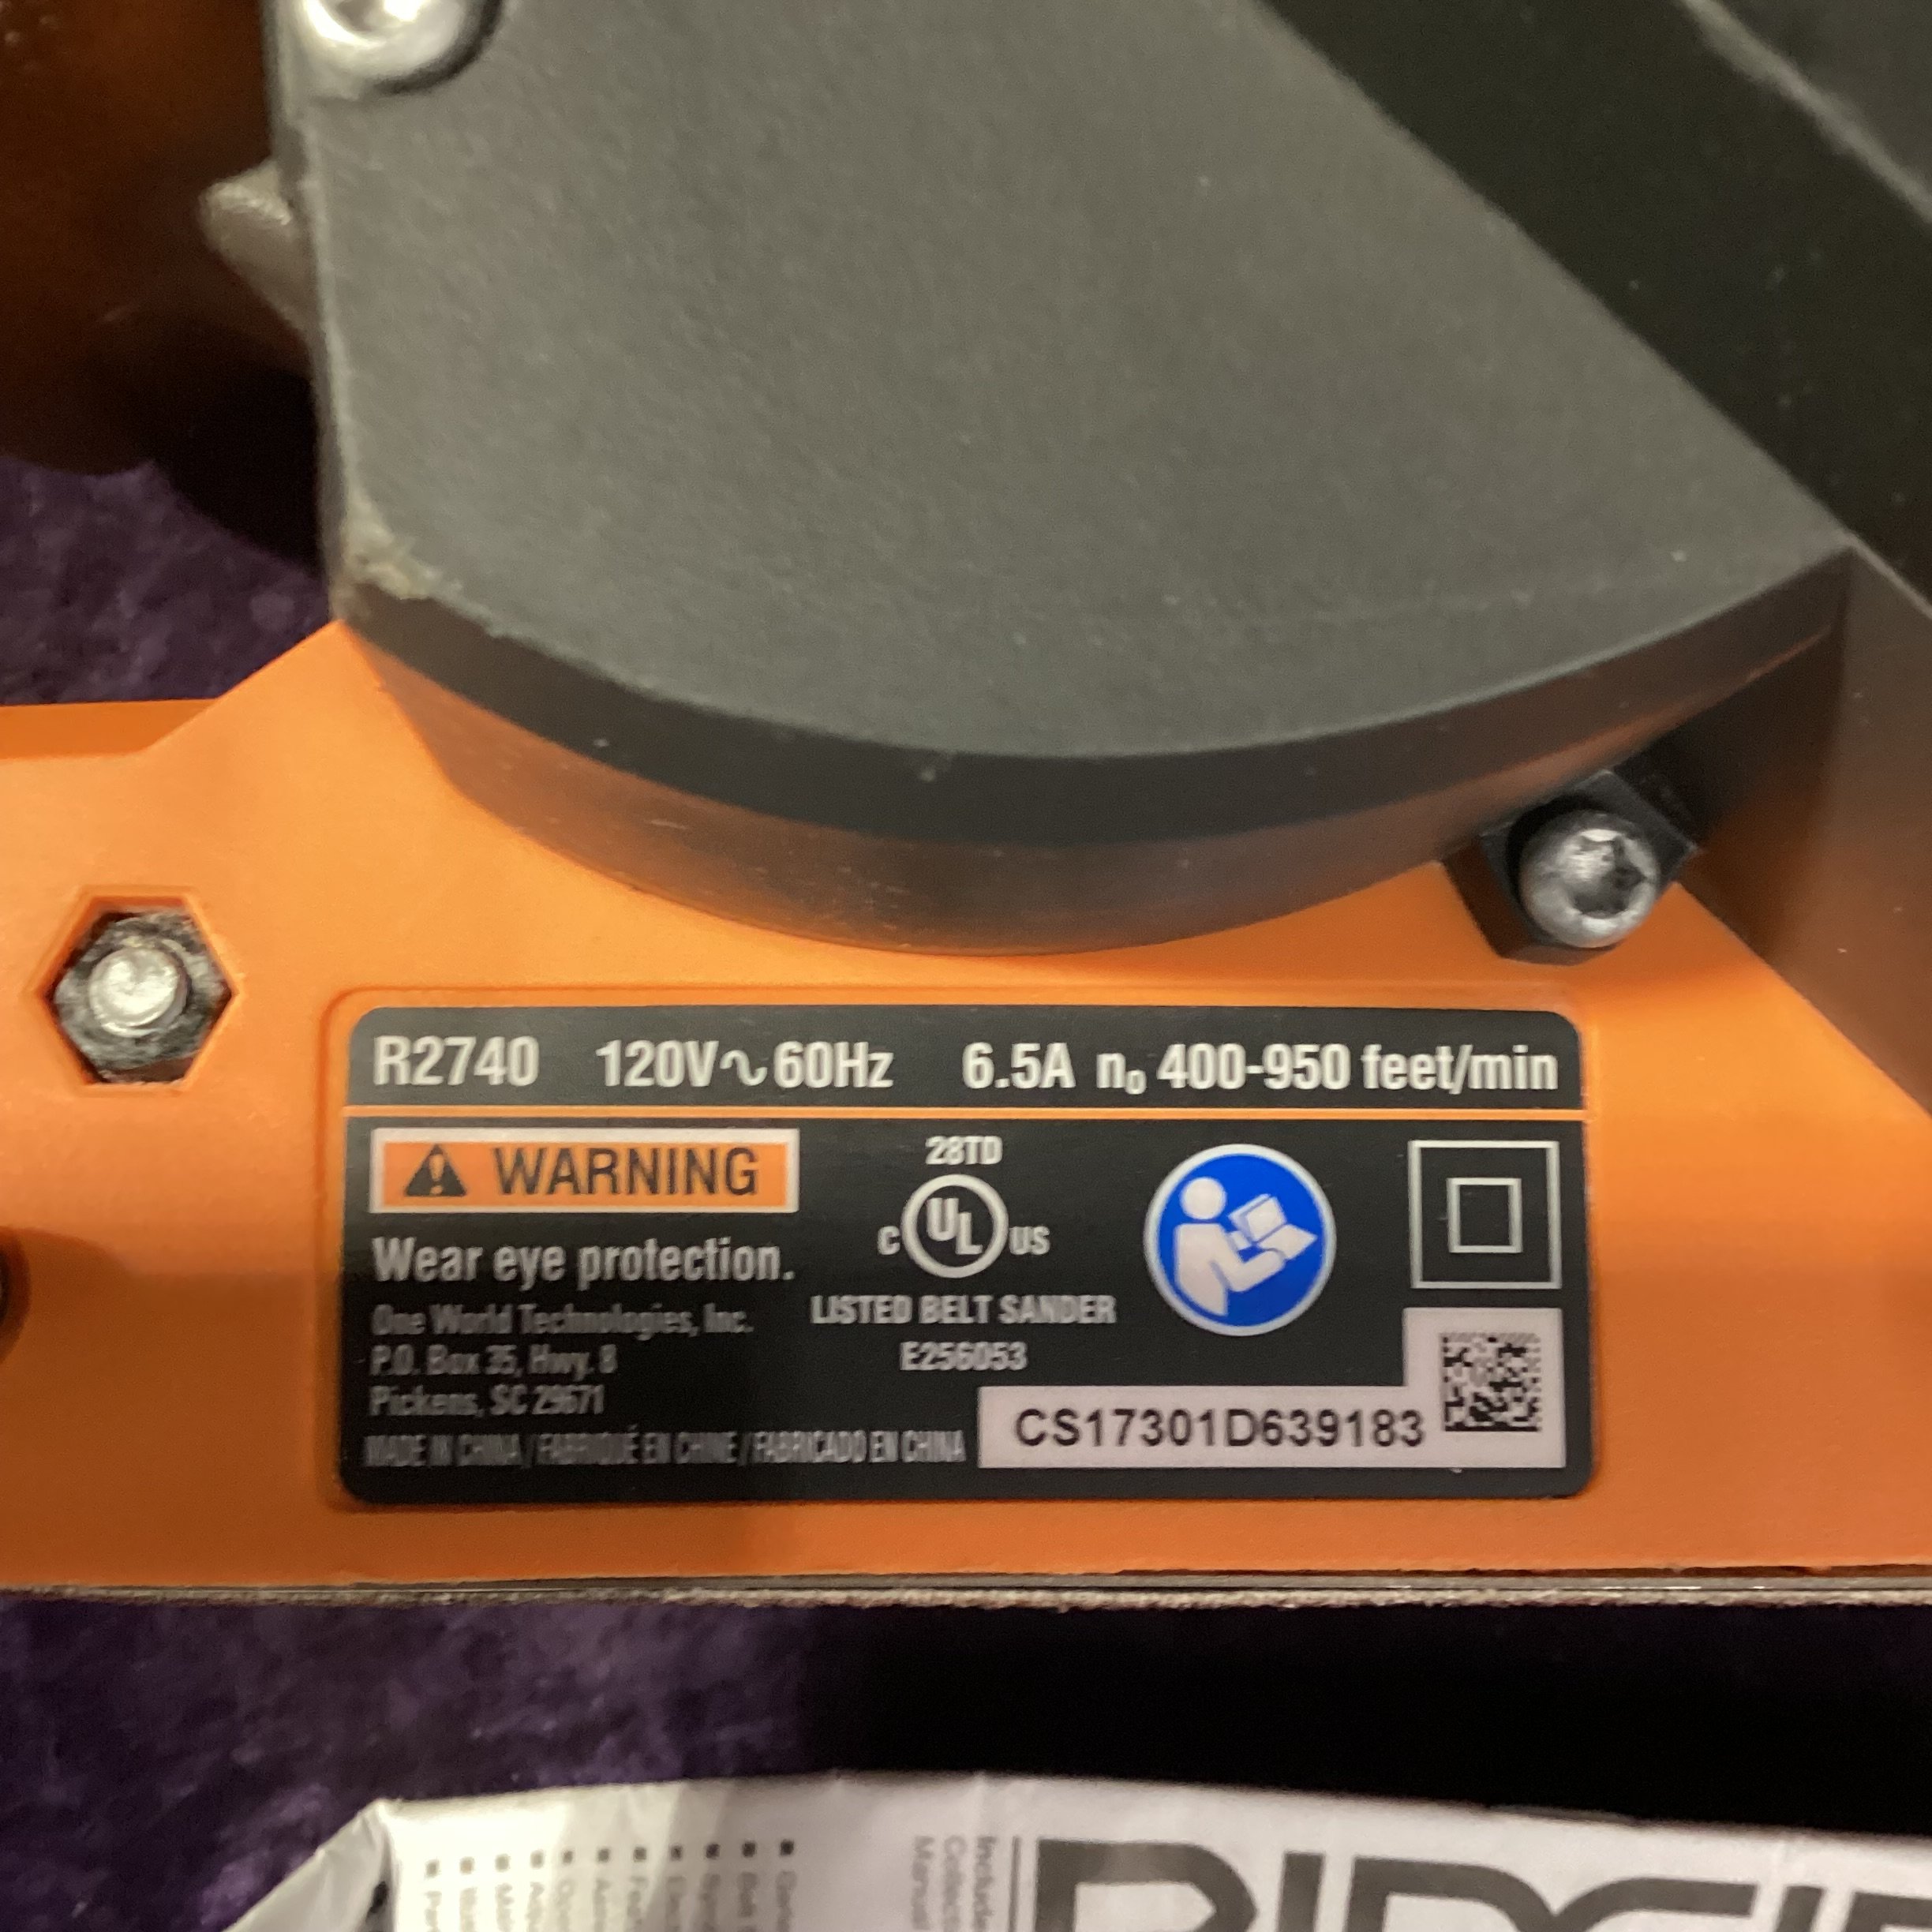 R2740 120V∿60Hz 6.5A n₀ 400-950 feet/min
WARNING
Wear eye protection.
One World Technologies, Inc.
P.O. Box 35, Hwy. 8
Pickens, SC 29671
MADE IN CHINA / FABRIQUÉ EN CHINE / FABRICADO EN CHINA
28TD
C UL US
LISTED BELT SANDER
E256053
CS17301D639183
Manual